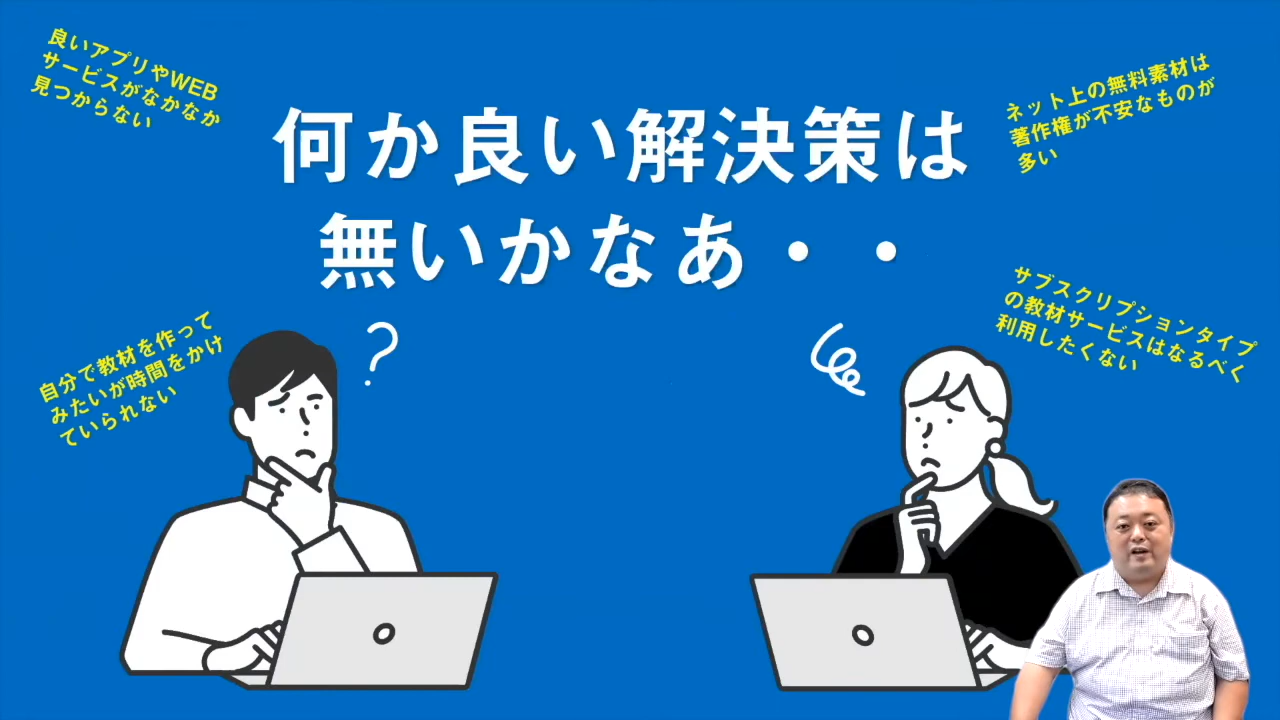 良いアプリやWEB
サービスがなかなか
見つからない
ネット上の無料素材は
著作権が不安なものが
多い
何か良い解決策は
無いかなあ・・
自分で教材を作って
みたいが時間をかけ
ていられない
サブスクリプションタイプ
の教材サービスはなるべく
利用したくない
?